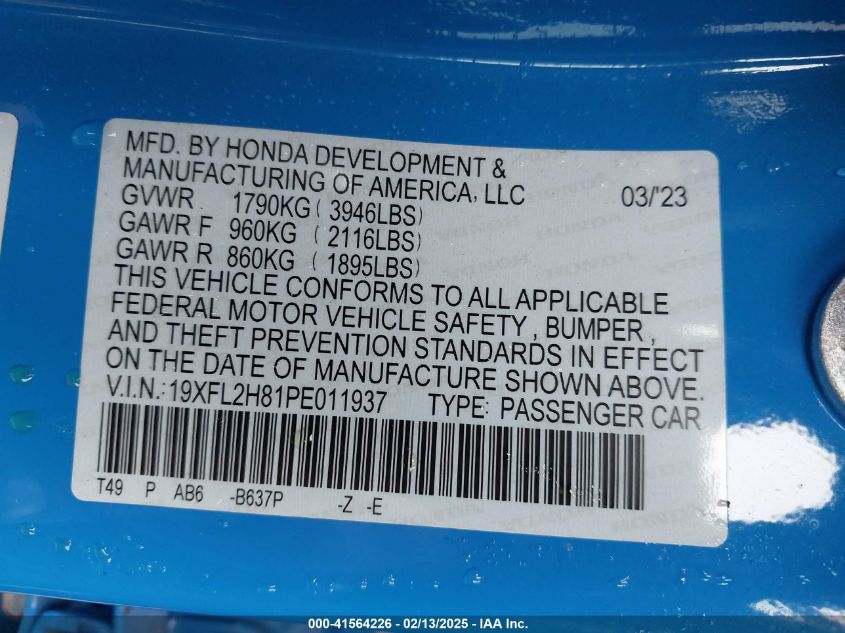 MFD. BY HONDA DEVELOPMENT &
MANUFACTURING OF AMERICA, LLC 03/'23
GVWR 1790KG ( 3946LBS)
GAWR F 960KG ( 2116LBS)
GAWR R 860KG ( 1895LBS)
THIS VEHICLE CONFORMS TO ALL APPLICABLE
FEDERAL MOTOR VEHICLE SAFETY , BUMPER ,
AND THEFT PREVENTION STANDARDS IN EFFECT
ON THE DATE OF MANUFACTURE SHOWN ABOVE.
V.I.N.:19XFL2H81PE011937 TYPE: PASSENGER CAR
T49 P AB6 -B637P -Z -E
000-41564226 | 02/13/2025 | IAA Inc.